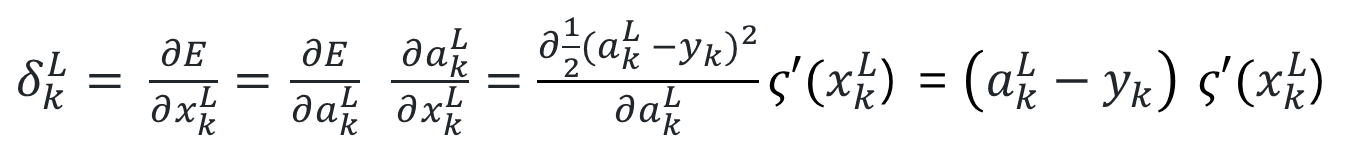 δ_k^L = ∂E/∂x_k^L = ∂E/∂a_k^L ∂a_k^L/∂x_k^L = ∂½(a_k^L − y_k)²/∂a_k^L ς′(x_k^L) = (a_k^L − y_k) ς′(x_k^L)